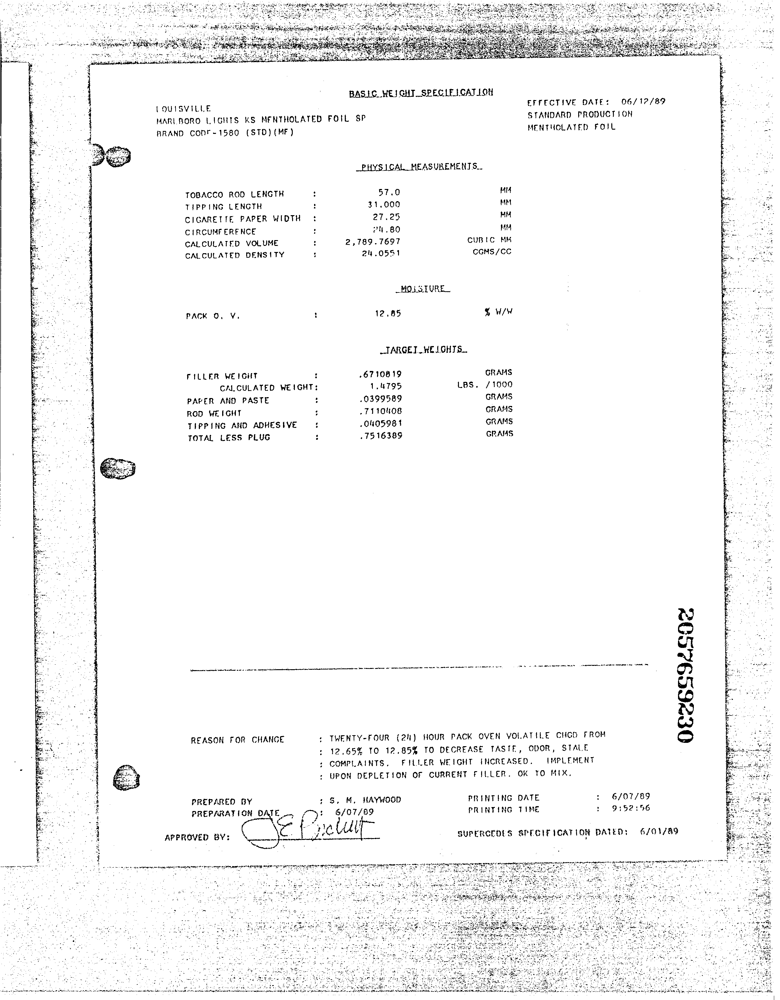 BASIC WEIGHT SPECIFICATION
LOUISVILLE
EFFECTIVE DATE: 06/12/89
MARLBORO LIGHTS KS MENTHOLATED FOIL SP
STANDARD PRODUCTION
BRAND CODE-1580 (STD)(MF)
MENTHOLATED FOIL
PHYSICAL MEASUREMENTS
TOBACCO ROD LENGTH : 57.0 MM
TIPPING LENGTH : 31.000 MM
CIGARETTE PAPER WIDTH : 27.25 MM
CIRCUMFERENCE : 24.80 MM
CALCULATED VOLUME : 2,789.7697 CUBIC MM
CALCULATED DENSITY : 24.0551 CGMS/CC
MOISTURE
PACK O. V. : 12.85 % W/W
TARGET WEIGHTS
FILLER WEIGHT : .6710819 GRAMS
CALCULATED WEIGHT: 1.4795 LBS. /1000
PAPER AND PASTE : .0399589 GRAMS
ROD WEIGHT : .7110408 GRAMS
TIPPING AND ADHESIVE : .0405981 GRAMS
TOTAL LESS PLUG : .7516389 GRAMS
2057659230
REASON FOR CHANGE : TWENTY-FOUR (24) HOUR PACK OVEN VOLATILE CHGD FROM
: 12.65% TO 12.85% TO DECREASE TASTE, ODOR, STALE
: COMPLAINTS. FILLER WEIGHT INCREASED. IMPLEMENT
: UPON DEPLETION OF CURRENT FILLER. OK TO MIX.
PREPARED BY : S. M. HAYWOOD PRINTING DATE : 6/07/89
PREPARATION DATE : 6/07/89 PRINTING TIME : 9:52:56
APPROVED BY: SUPERCEDES SPECIFICATION DATED: 6/01/89